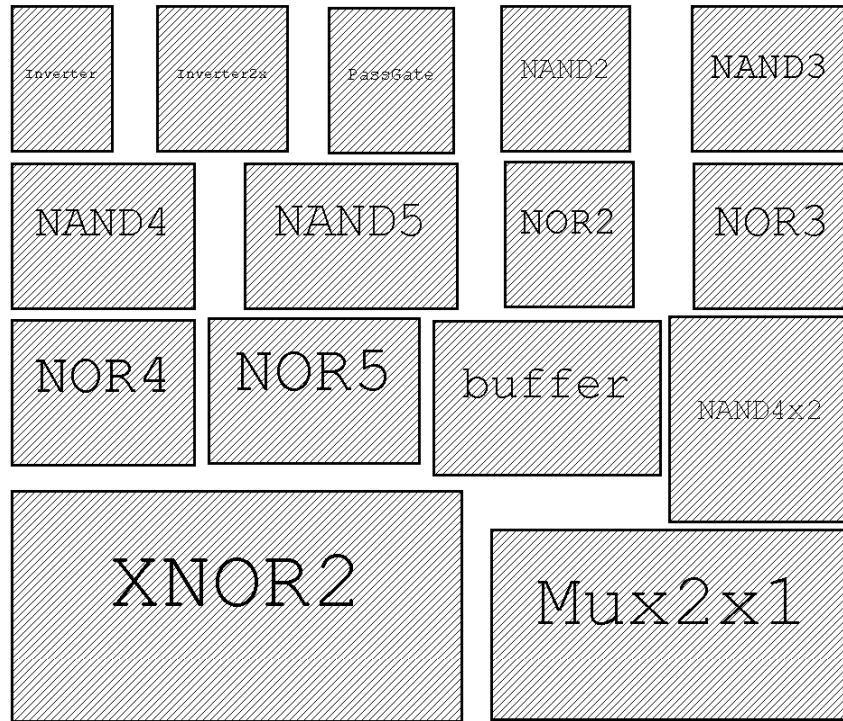 Inverter
Inverter2x
PassGate
NAND2
NAND3
NAND4
NAND5
NOR2
NOR3
NOR4
NOR5
buffer
NAND4x2
XNOR2
Mux2x1